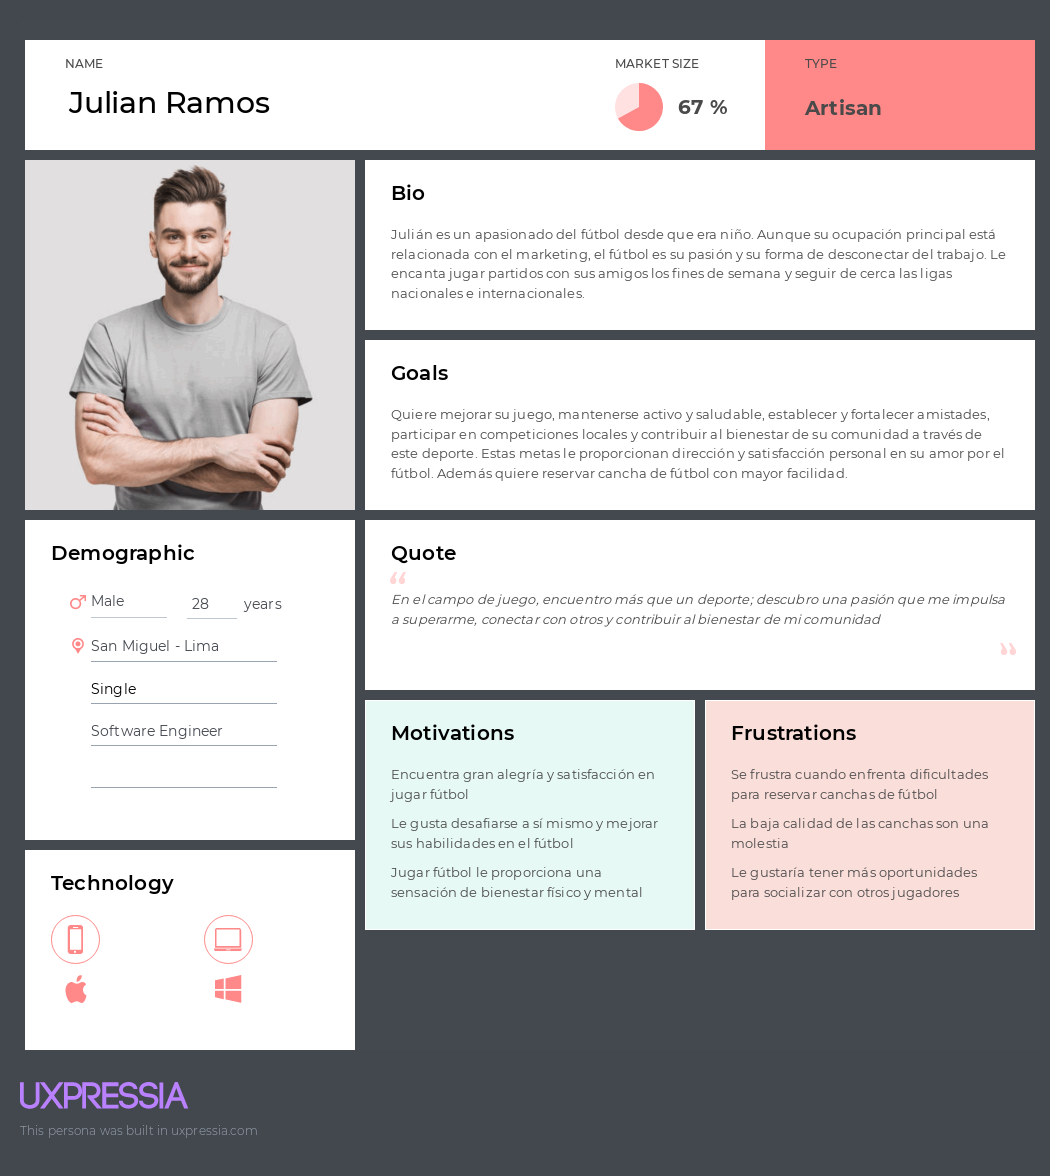 NAME
Julian Ramos
MARKET SIZE
67 %
TYPE
Artisan
Bio
Julián es un apasionado del fútbol desde que era niño. Aunque su ocupación principal está
relacionada con el marketing, el fútbol es su pasión y su forma de desconectar del trabajo. Le
encanta jugar partidos con sus amigos los fines de semana y seguir de cerca las ligas
nacionales e internacionales.
Goals
Quiere mejorar su juego, mantenerse activo y saludable, establecer y fortalecer amistades,
participar en competiciones locales y contribuir al bienestar de su comunidad a través de
este deporte. Estas metas le proporcionan dirección y satisfacción personal en su amor por el
fútbol. Además quiere reservar cancha de fútbol con mayor facilidad.
Demographic
Male
28 years
San Miguel - Lima
Single
Software Engineer
Quote
“
En el campo de juego, encuentro más que un deporte; descubro una pasión que me impulsa
a superarme, conectar con otros y contribuir al bienestar de mi comunidad
”
Motivations
Encuentra gran alegría y satisfacción en
jugar fútbol
Le gusta desafiarse a sí mismo y mejorar
sus habilidades en el fútbol
Jugar fútbol le proporciona una
sensación de bienestar físico y mental
Frustrations
Se frustra cuando enfrenta dificultades
para reservar canchas de fútbol
La baja calidad de las canchas son una
molestia
Le gustaría tener más oportunidades
para socializar con otros jugadores
Technology
UXPRESSIA
This persona was built in uxpressia.com